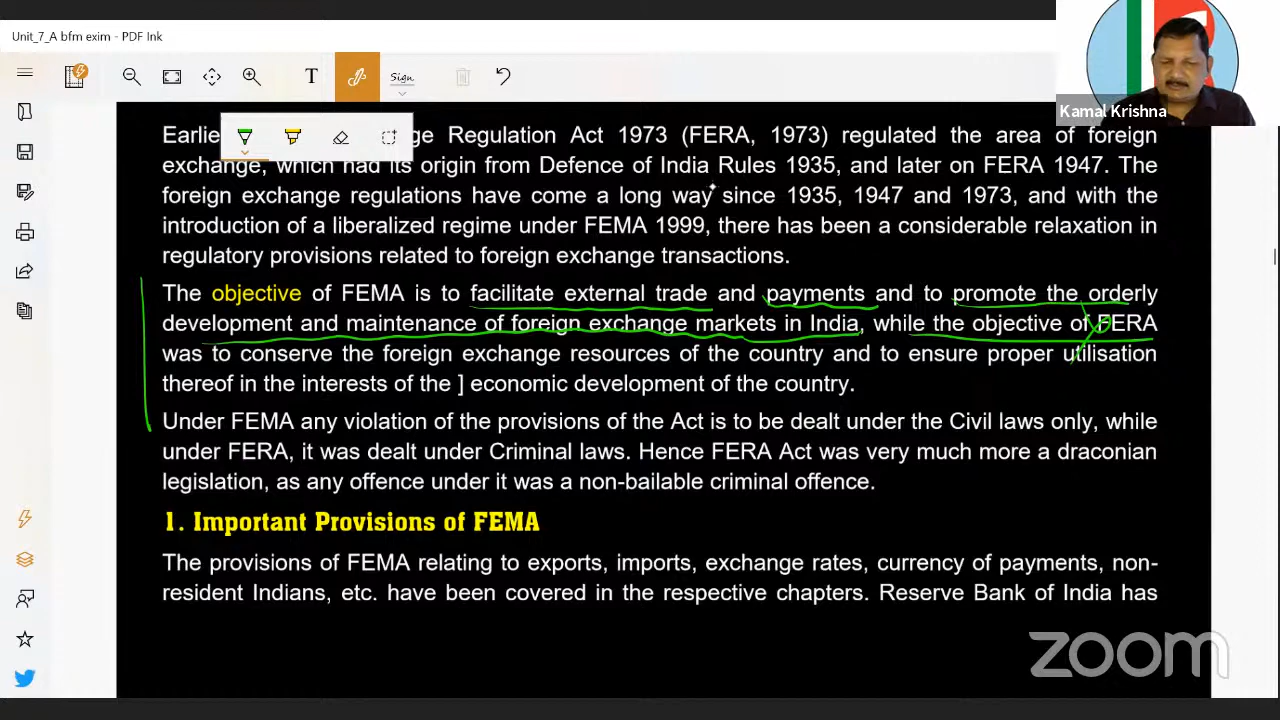 Unit_7_A bfm exim - PDF Ink
T
Sign
Kamal Krishna
Earlie ge Regulation Act 1973 (FERA, 1973) regulated the area of foreign
exchange, which had its origin from Defence of India Rules 1935, and later on FERA 1947. The
foreign exchange regulations have come a long way since 1935, 1947 and 1973, and with the
introduction of a liberalized regime under FEMA 1999, there has been a considerable relaxation in
regulatory provisions related to foreign exchange transactions.
The objective of FEMA is to facilitate external trade and payments and to promote the orderly
development and maintenance of foreign exchange markets in India, while the objective of FERA
was to conserve the foreign exchange resources of the country and to ensure proper utilisation
thereof in the interests of the ] economic development of the country.
Under FEMA any violation of the provisions of the Act is to be dealt under the Civil laws only, while
under FERA, it was dealt under Criminal laws. Hence FERA Act was very much more a draconian
legislation, as any offence under it was a non-bailable criminal offence.
1. Important Provisions of FEMA
The provisions of FEMA relating to exports, imports, exchange rates, currency of payments, non-
resident Indians, etc. have been covered in the respective chapters. Reserve Bank of India has
zoom